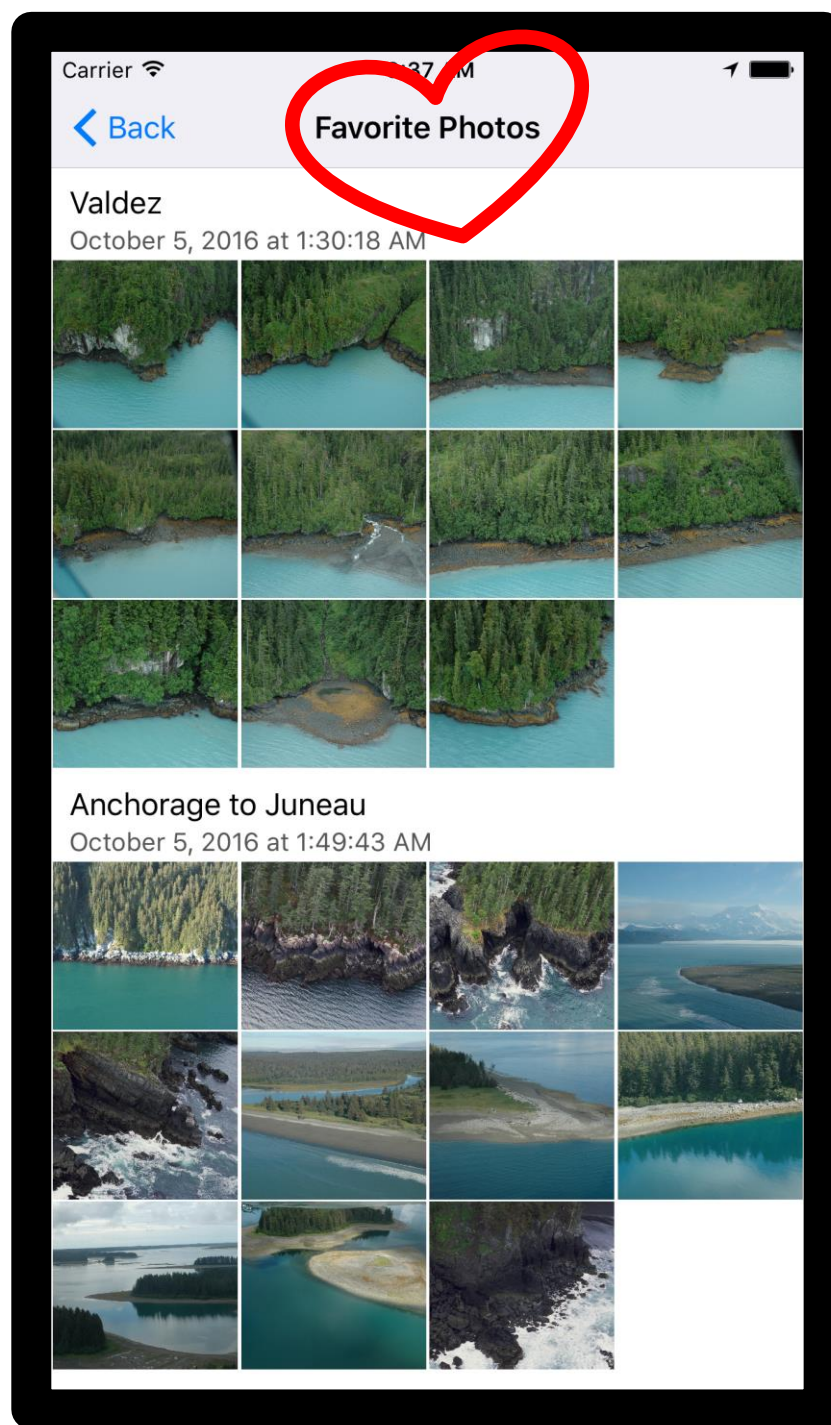 Carrier
Back
Favorite Photos
Valdez
October 5, 2016 at 1:30:18 AM
Anchorage to Juneau
October 5, 2016 at 1:49:43 AM